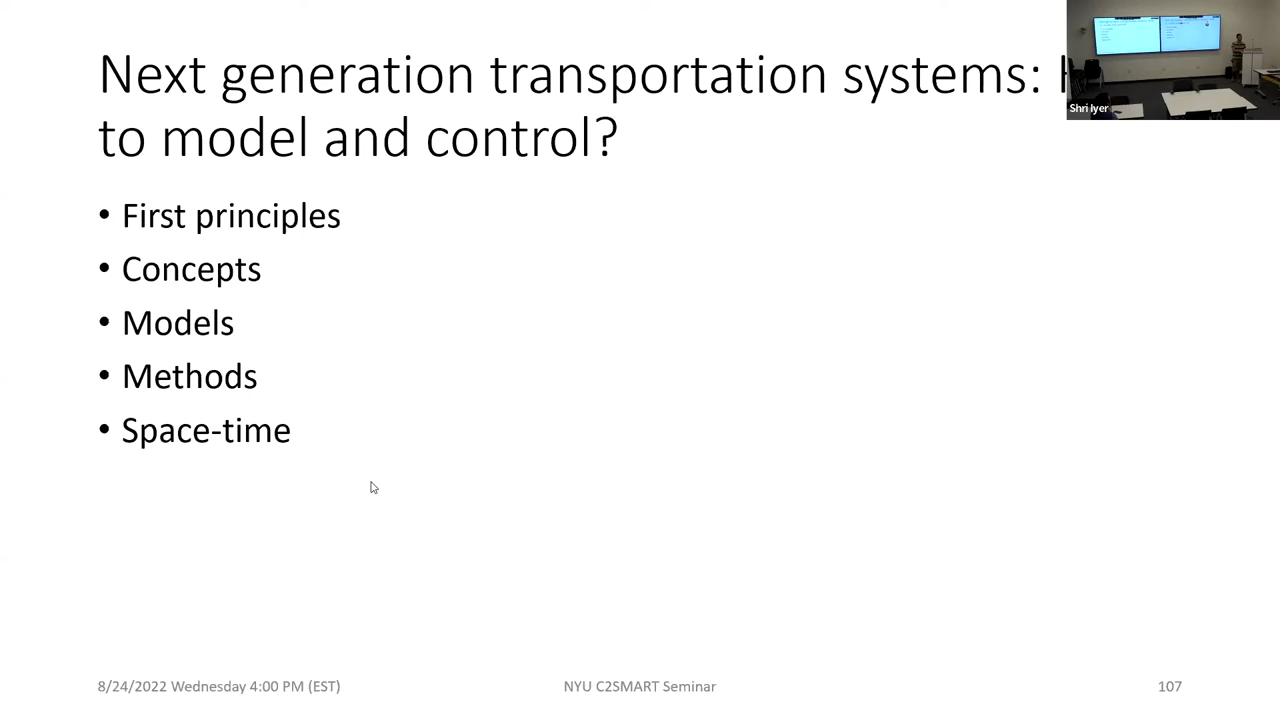 Next generation transportation systems:
to model and control?
• First principles
• Concepts
• Models
• Methods
• Space-time
Shri Iyer
8/24/2022 Wednesday 4:00 PM (EST)
NYU C2SMART Seminar
107